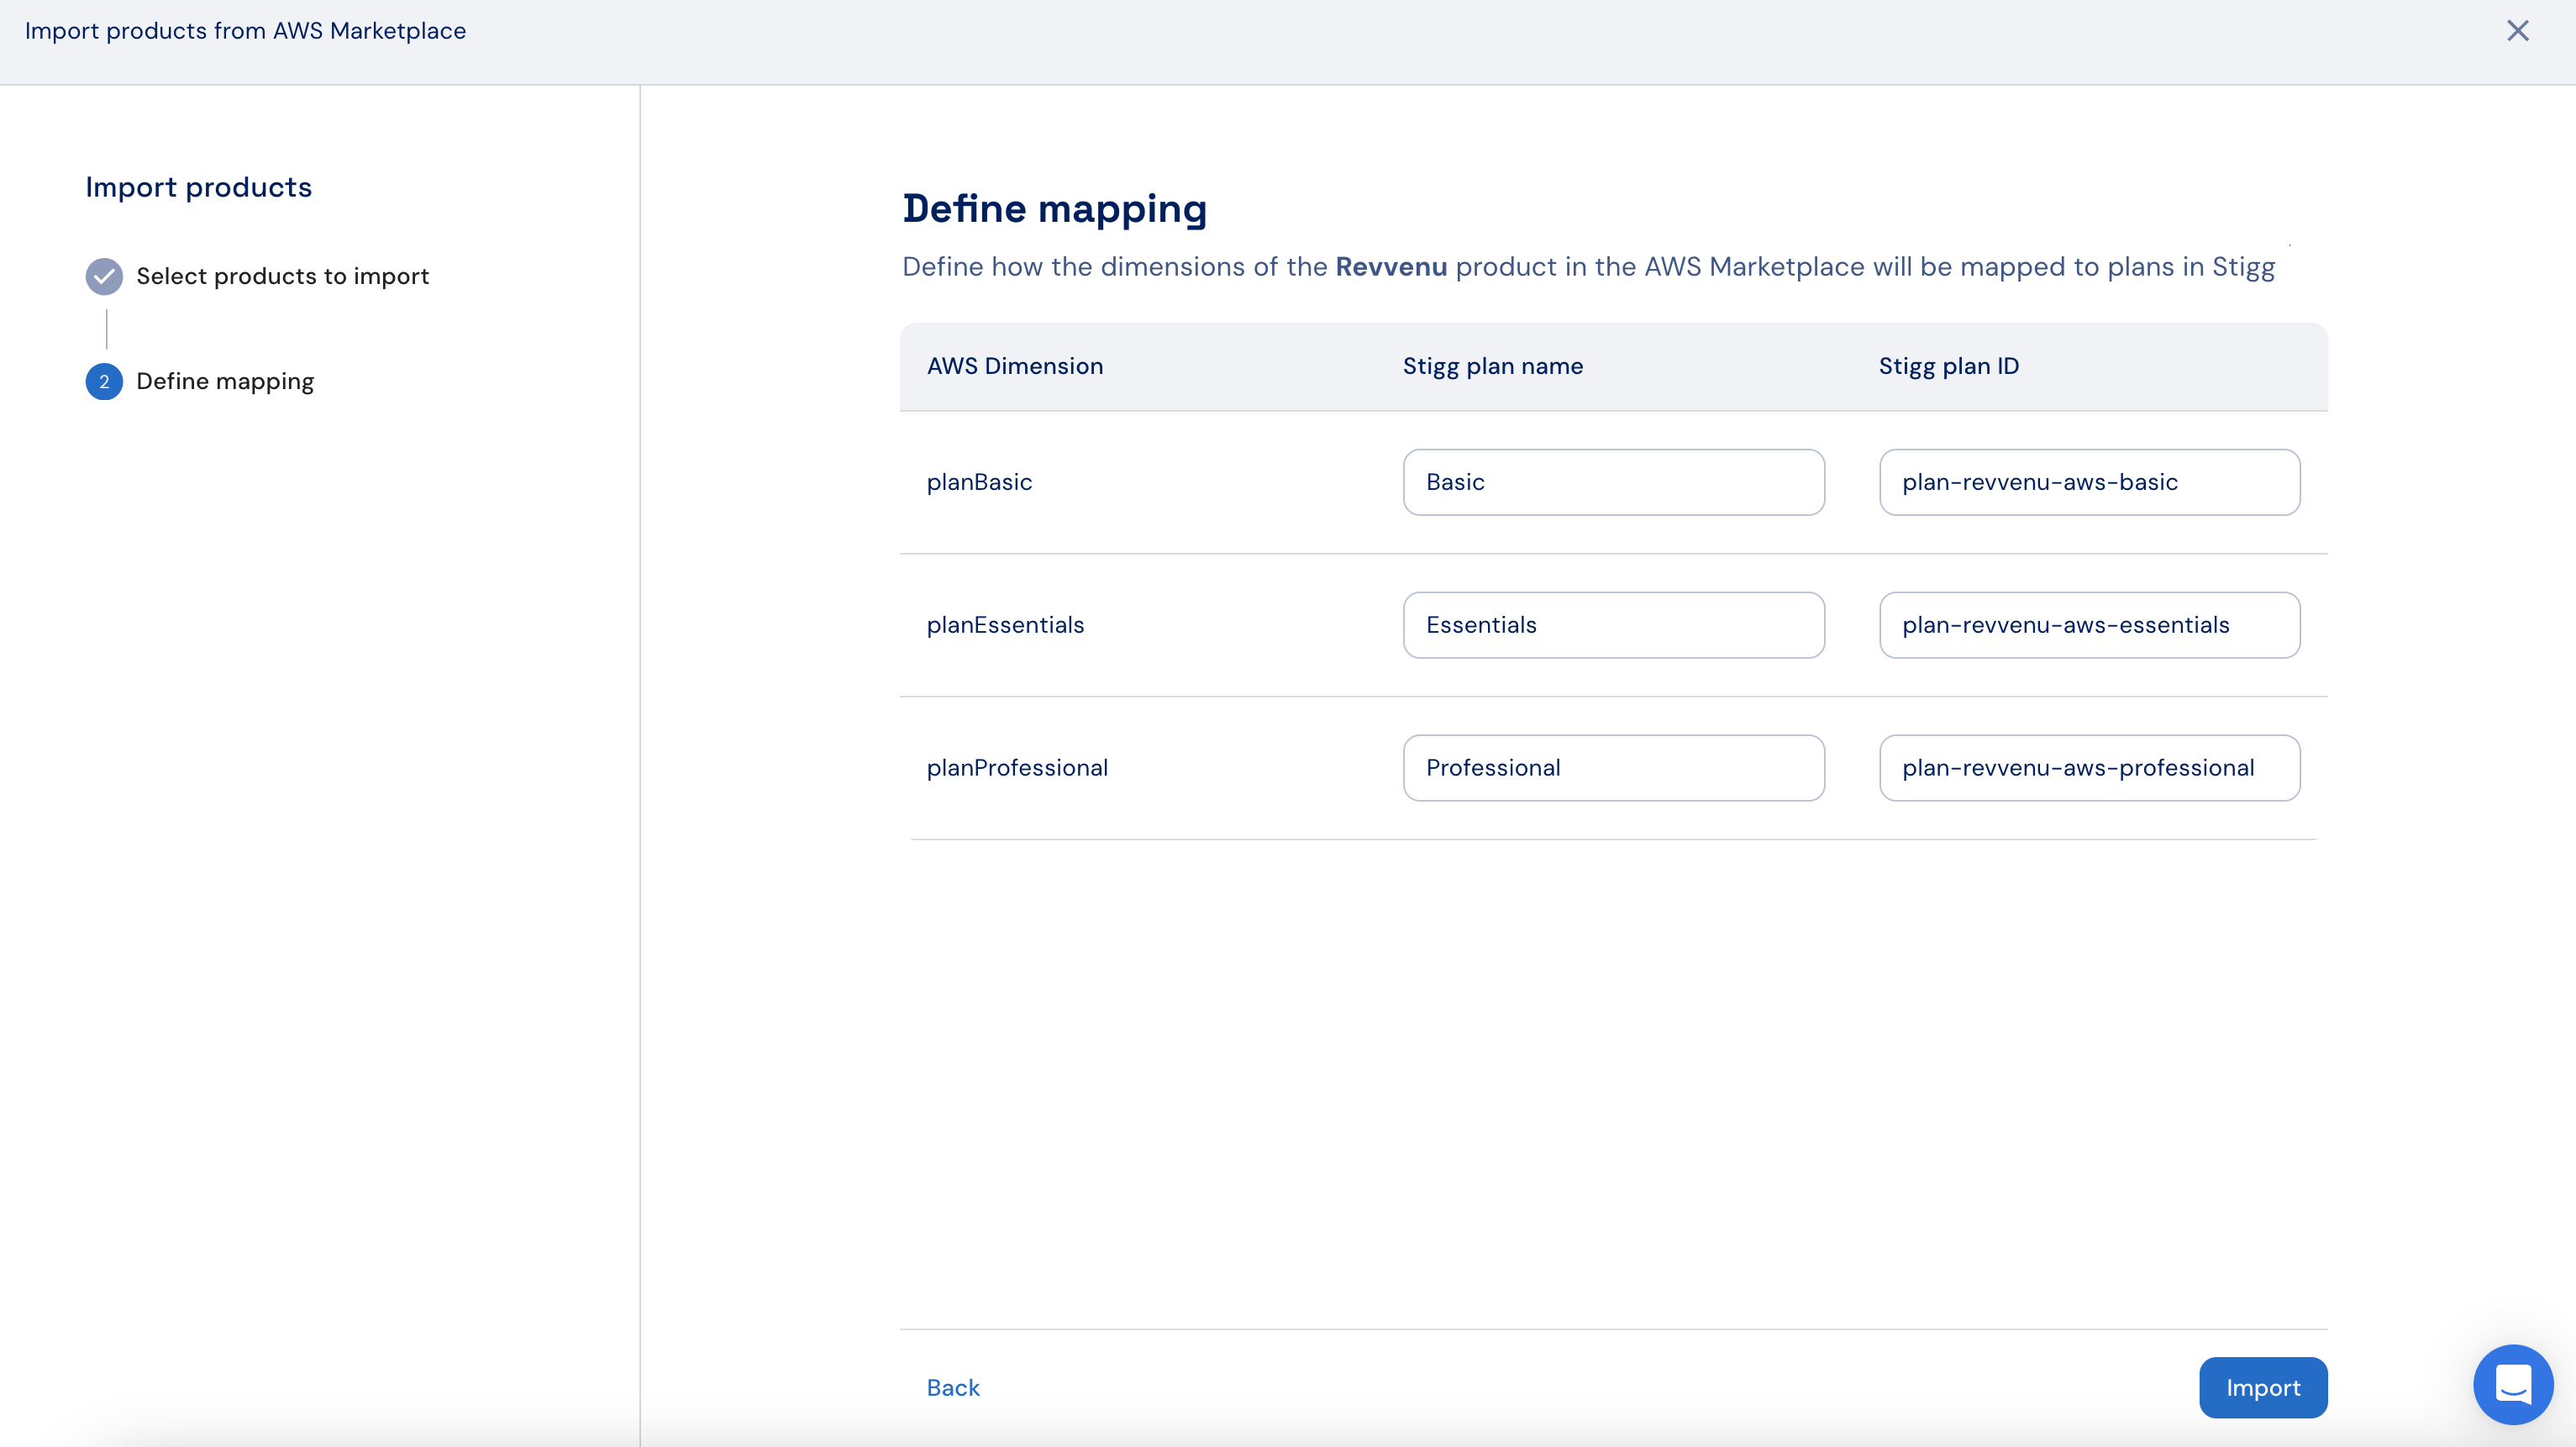 Import products from AWS Marketplace
Import products
Select products to import
2 Define mapping
Define mapping
Define how the dimensions of the Revvenu product in the AWS Marketplace will be mapped to plans in Stigg
AWS Dimension Stigg plan name Stigg plan ID
planBasic Basic plan-revvenu-aws-basic
planEssentials Essentials plan-revvenu-aws-essentials
planProfessional Professional plan-revvenu-aws-professional
Back Import